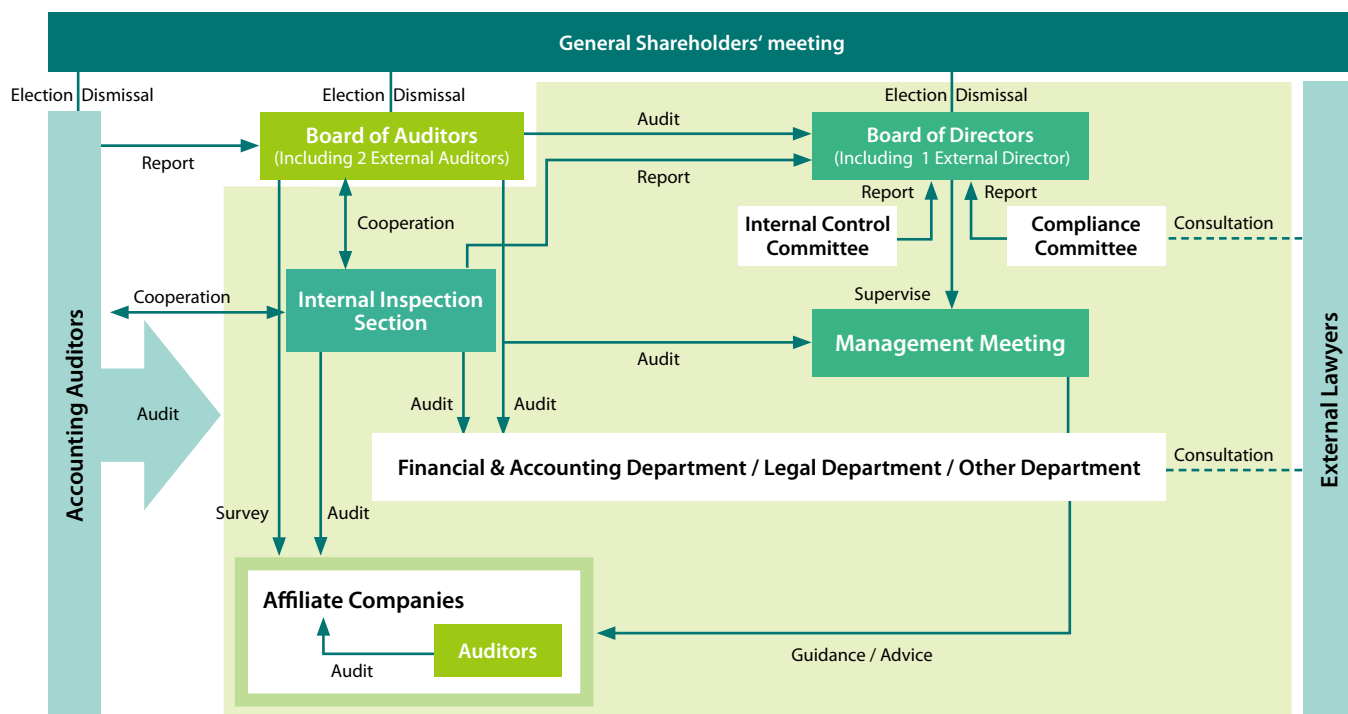 General Shareholders‘ meeting
Election Dismissal
Election Dismissal
Election Dismissal
Board of Auditors
(Including 2 External Auditors)
Audit
Board of Directors
(Including 1 External Director)
Report
Report
Report
Report
Cooperation
Internal Control
Committee
Compliance
Committee
Consultation
Cooperation
Internal Inspection
Section
Supervise
Management Meeting
Audit
Accounting Auditors
External Lawyers
Audit
Audit
Audit
Financial & Accounting Department / Legal Department / Other Department
Consultation
Survey
Audit
Affiliate Companies
Auditors
Audit
Guidance / Advice